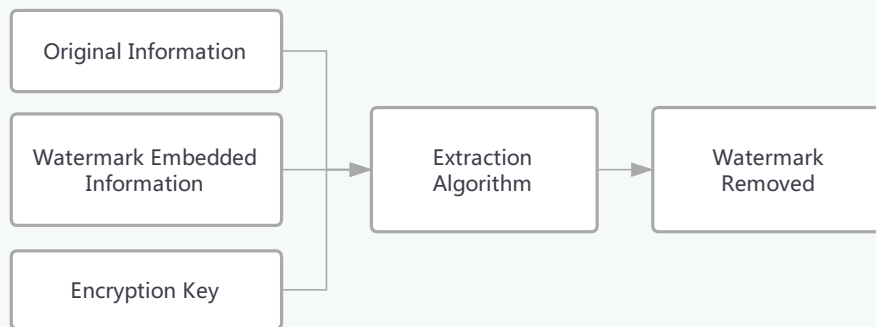 Original Information
Watermark Embedded
Information
Encryption Key
Extraction
Algorithm
Watermark
Removed